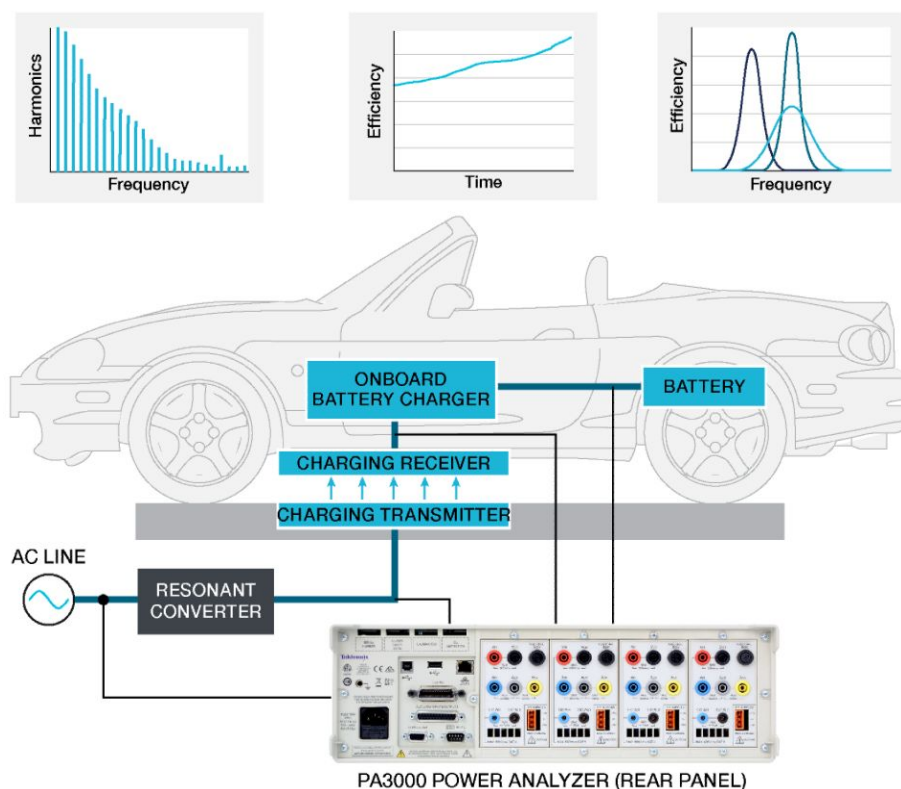 Harmonics
Frequency
Efficiency
Time
Efficiency
Frequency
ONBOARD
BATTERY CHARGER
BATTERY
CHARGING RECEIVER
CHARGING TRANSMITTER
AC LINE
RESONANT
CONVERTER
Tektronix
PA3000 POWER ANALYZER (REAR PANEL)